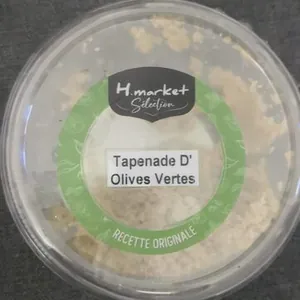 H.market
Sélection
Tapenade D'
Olives Vertes
RECETTE ORIGINALE